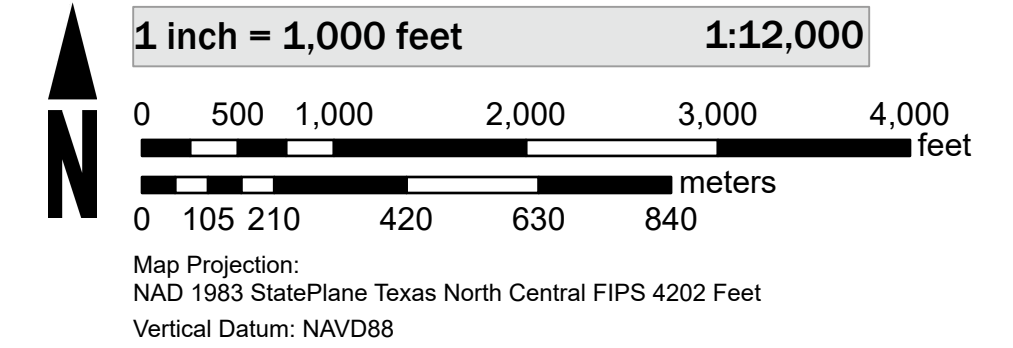 1 inch = 1,000 feet 1:12,000
0 500 1,000 2,000 3,000 4,000
feet
meters
0 105 210 420 630 840
N
Map Projection:
NAD 1983 StatePlane Texas North Central FIPS 4202 Feet
Vertical Datum: NAVD88